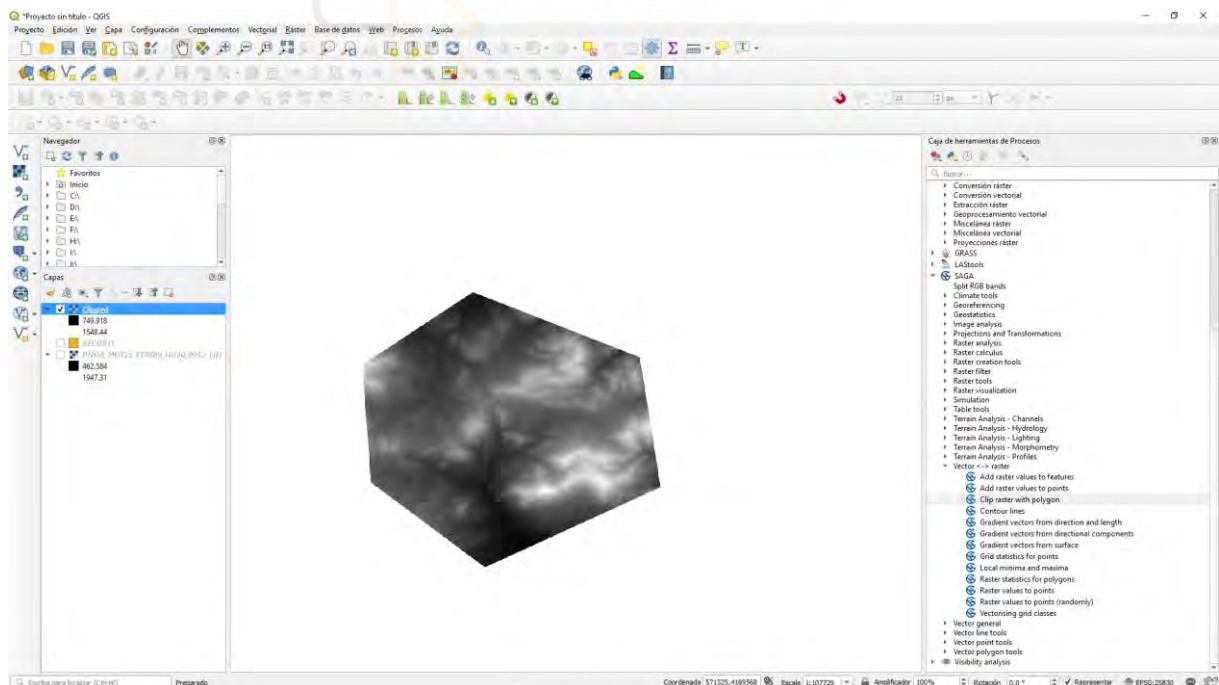 *Proyecto sin título - QGIS
Proyecto Edición Ver Capa Configuración Complementos Vectorial Ráster Base de datos Web Procesos Ayuda
Navegador
Favoritos
Inicio
C:\
D:\
E:\
F:\
H:\
I:\
Capas
Clipped
749.918
1548.44
RECORTE
462.584
1947.31
Caja de herramientas de Procesos
Buscar...
Conversión ráster
Conversión vectorial
Extracción ráster
Geoprocesamiento vectorial
Miscelánea ráster
Miscelánea vectorial
Proyecciones ráster
GRASS
LAStools
SAGA
Split RGB bands
Climate tools
Georeferencing
Geostatistics
Image analysis
Projections and Transformations
Raster analysis
Raster calculus
Raster creation tools
Raster filter
Raster tools
Raster visualization
Simulation
Table tools
Terrain Analysis - Channels
Terrain Analysis - Hydrology
Terrain Analysis - Lighting
Terrain Analysis - Morphometry
Terrain Analysis - Profiles
Vector <-> raster
Add raster values to features
Add raster values to points
Clip raster with polygon
Contour lines
Gradient vectors from direction and length
Gradient vectors from directional components
Gradient vectors from surface
Grid statistics for points
Local minima and maxima
Raster statistics for polygons
Raster values to points
Raster values to points (randomly)
Vectorising grid classes
Vector general
Vector line tools
Vector point tools
Vector polygon tools
Visibility analysis
Escriba para localizar (Ctrl+K) Preparado Coordenada 571325,4189568 Escala 1:107729 Amplificador 100% Rotación 0,0 ° Representar EPSG:25830